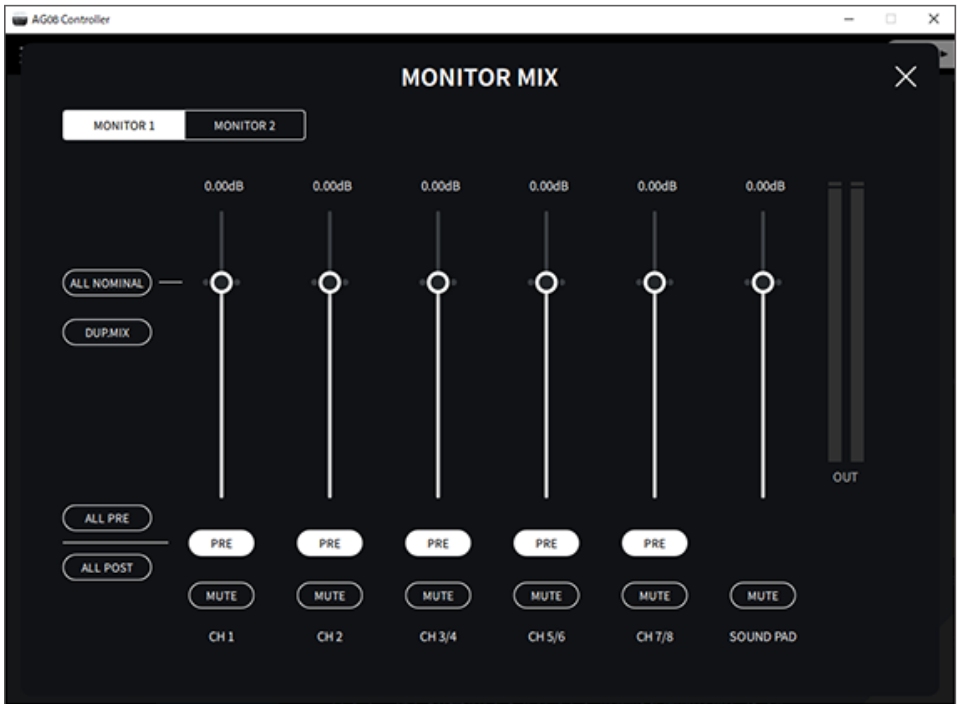 AG08 Controller
MONITOR MIX
MONITOR 1 MONITOR 2
0.00dB 0.00dB 0.00dB 0.00dB 0.00dB 0.00dB
ALL NOMINAL
DUP.MIX
OUT
ALL PRE
PRE PRE PRE PRE PRE
ALL POST
MUTE MUTE MUTE MUTE MUTE MUTE
CH 1 CH 2 CH 3/4 CH 5/6 CH 7/8 SOUND PAD